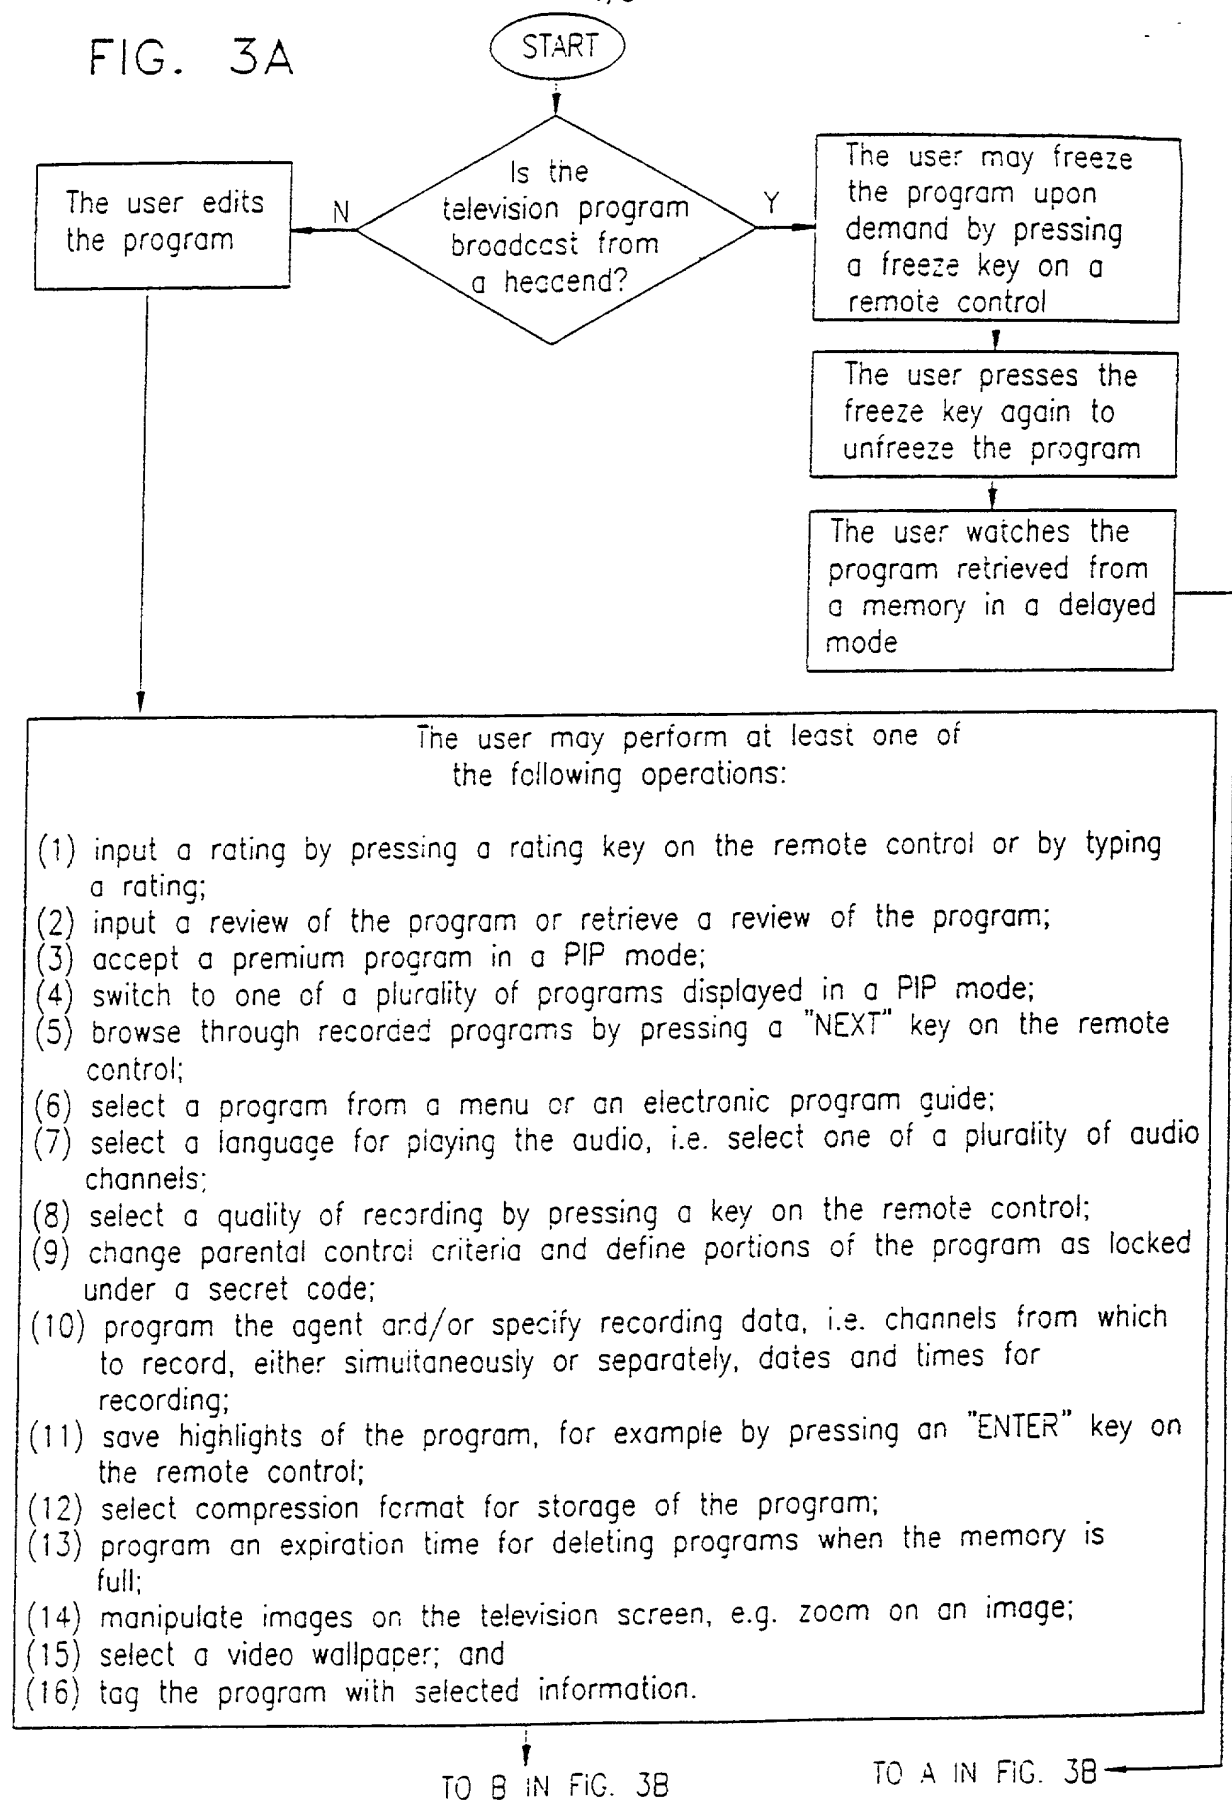 FIG. 3A
START
Is the
television program
broadcast from
a headend?
N
Y
The user edits
the program
The user may freeze
the program upon
demand by pressing
a freeze key on a
remote control
The user presses the
freeze key again to
unfreeze the program
The user watches the
program retrieved from
a memory in a delayed
mode
The user may perform at least one of
the following operations:
(1) input a rating by pressing a rating key on the remote control or by typing
a rating;
(2) input a review of the program or retrieve a review of the program;
(3) accept a premium program in a PIP mode;
(4) switch to one of a plurality of programs displayed in a PIP mode;
(5) browse through recorded programs by pressing a "NEXT" key on the remote
control;
(6) select a program from a menu or an electronic program guide;
(7) select a language for playing the audio, i.e. select one of a plurality of audio
channels;
(8) select a quality of recording by pressing a key on the remote control;
(9) change parental control criteria and define portions of the program as locked
under a secret code;
(10) program the agent and/or specify recording data, i.e. channels from which
to record, either simultaneously or separately, dates and times for
recording;
(11) save highlights of the program, for example by pressing an "ENTER" key on
the remote control;
(12) select compression format for storage of the program;
(13) program an expiration time for deleting programs when the memory is
full;
(14) manipulate images on the television screen, e.g. zoom on an image;
(15) select a video wallpaper; and
(16) tag the program with selected information.
TO B IN FIG. 3B
TO A IN FIG. 3B